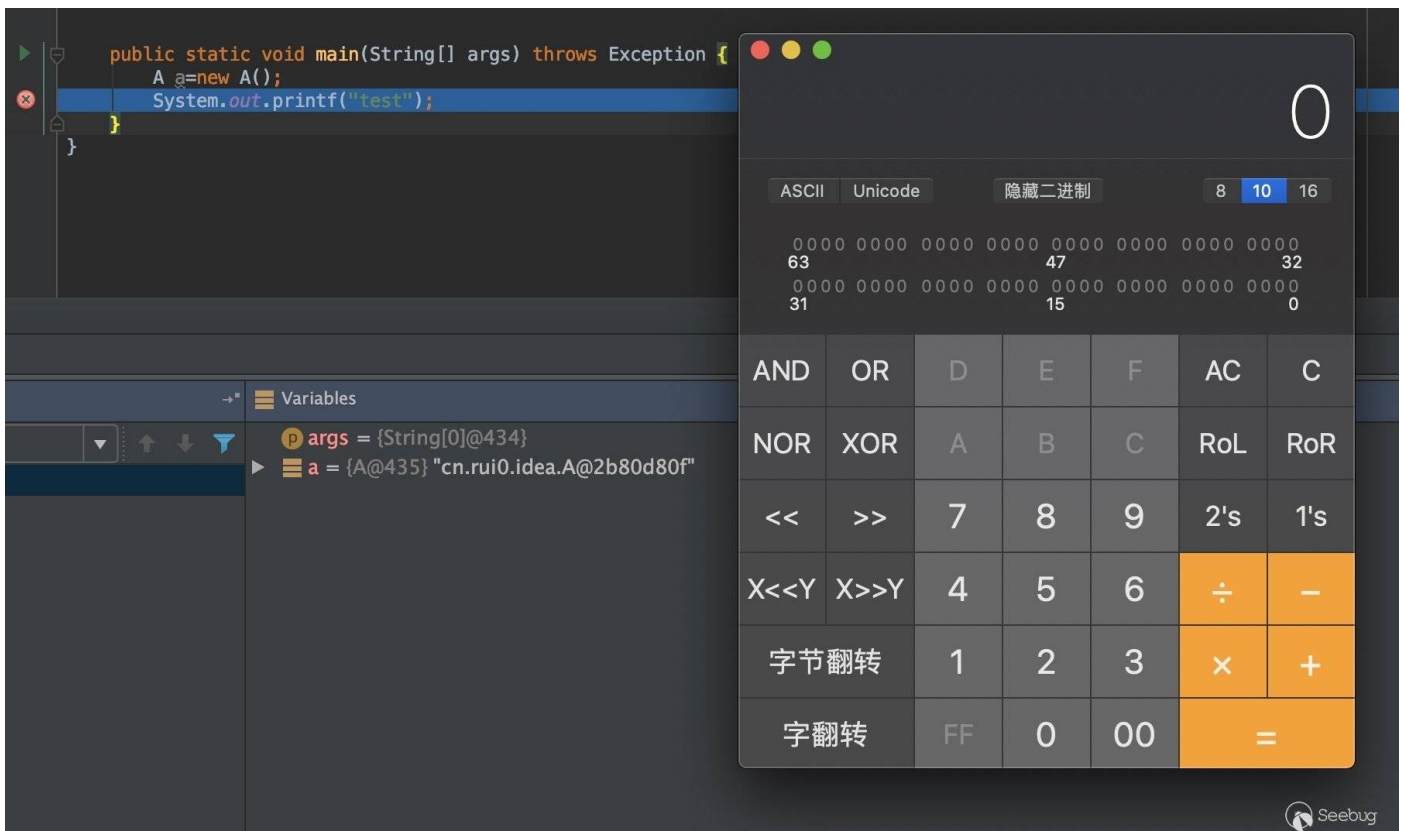 public static void main(String[] args) throws Exception {
A a=new A();
System.out.printf("test");
}
}
0
ASCII Unicode 隐藏二进制 8 10 16
0000 0000 0000 0000 0000 0000 0000 0000
63 47 32
0000 0000 0000 0000 0000 0000 0000 0000
31 15 0
AND OR D E F AC C
NOR XOR A B C RoL RoR
<< >> 7 8 9 2's 1's
X<<Y X>>Y 4 5 6 ÷ −
字节翻转 1 2 3 × +
字翻转 FF 0 00 =
Variables
p args = {String[0]@434}
a = {A@435} "cn.rui0.idea.A@2b80d80f"
Seebug